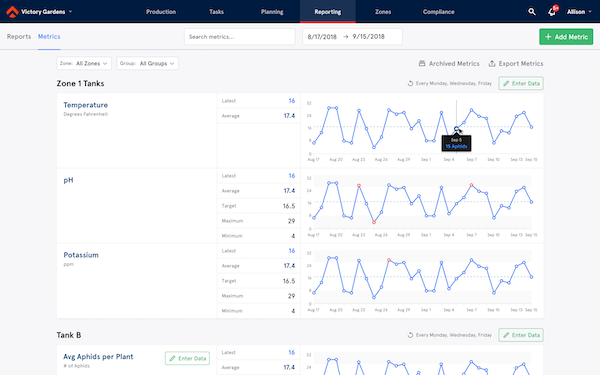 Victory Gardens Production Tasks Planning Reporting Zones Compliance 9+ Allison
Reports Metrics Search metrics... 8/17/2018 → 9/15/2018 + Add Metric
Zone: All Zones Group: All Groups Archived Metrics Export Metrics
Zone 1 Tanks Every Monday, Wednesday, Friday Enter Data
Temperature
Degrees Fahrenheit
Latest 16
Average 17.4
32
24
16
8
Sep 5
15 Aphids
Aug 17 Aug 20 Aug 23 Aug 26 Aug 29 Sep 1 Sep 4 Sep 7 Sep 10 Sep 13 Sep 15
pH
Latest 16
Average 17.4
Target 16.5
Maximum 29
Minimum 4
32
24
16
8
Aug 17 Aug 20 Aug 23 Aug 26 Aug 29 Sep 1 Sep 4 Sep 7 Sep 10 Sep 13 Sep 15
Potassium
ppm
Latest 16
Average 17.4
Target 16.5
Maximum 29
Minimum 4
32
24
16
8
Aug 17 Aug 20 Aug 23 Aug 26 Aug 29 Sep 1 Sep 4 Sep 7 Sep 10 Sep 13 Sep 15
Tank B Every Monday, Wednesday, Friday Enter Data
Avg Aphids per Plant
# of Aphids
Enter Data
Latest 16
Average 17.4
32
24